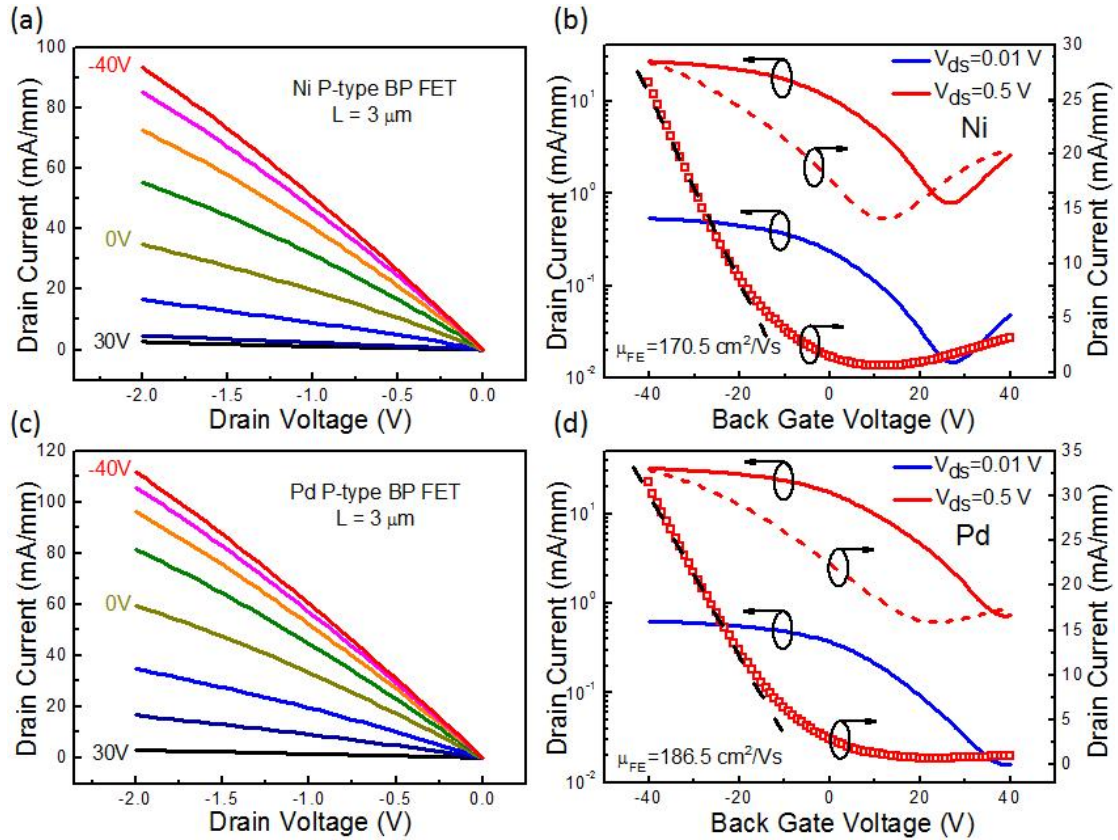 (a)
100
80
60
40
20
0
Drain Current (mA/mm)
-40V
0V
30V
Ni P-type BP FET
L = 3 μm
-2.0
-1.5
-1.0
-0.5
0.0
Drain Voltage (V)
(b)
10¹
10⁰
10⁻¹
10⁻²
Drain Current (mA/mm)
V_ds=0.01 V
V_ds=0.5 V
Ni
μ_FE=170.5 cm²/Vs
30
25
20
15
10
5
0
Drain Current (mA/mm)
-40
-20
0
20
40
Back Gate Voltage (V)
(c)
120
100
80
60
40
20
0
Drain Current (mA/mm)
-40V
0V
30V
Pd P-type BP FET
L = 3 μm
-2.0
-1.5
-1.0
-0.5
0.0
Drain Voltage (V)
(d)
10¹
10⁰
10⁻¹
10⁻²
Drain Current (mA/mm)
V_ds=0.01 V
V_ds=0.5 V
Pd
μ_FE=186.5 cm²/Vs
35
30
25
20
15
10
5
0
Drain Current (mA/mm)
-40
-20
0
20
40
Back Gate Voltage (V)